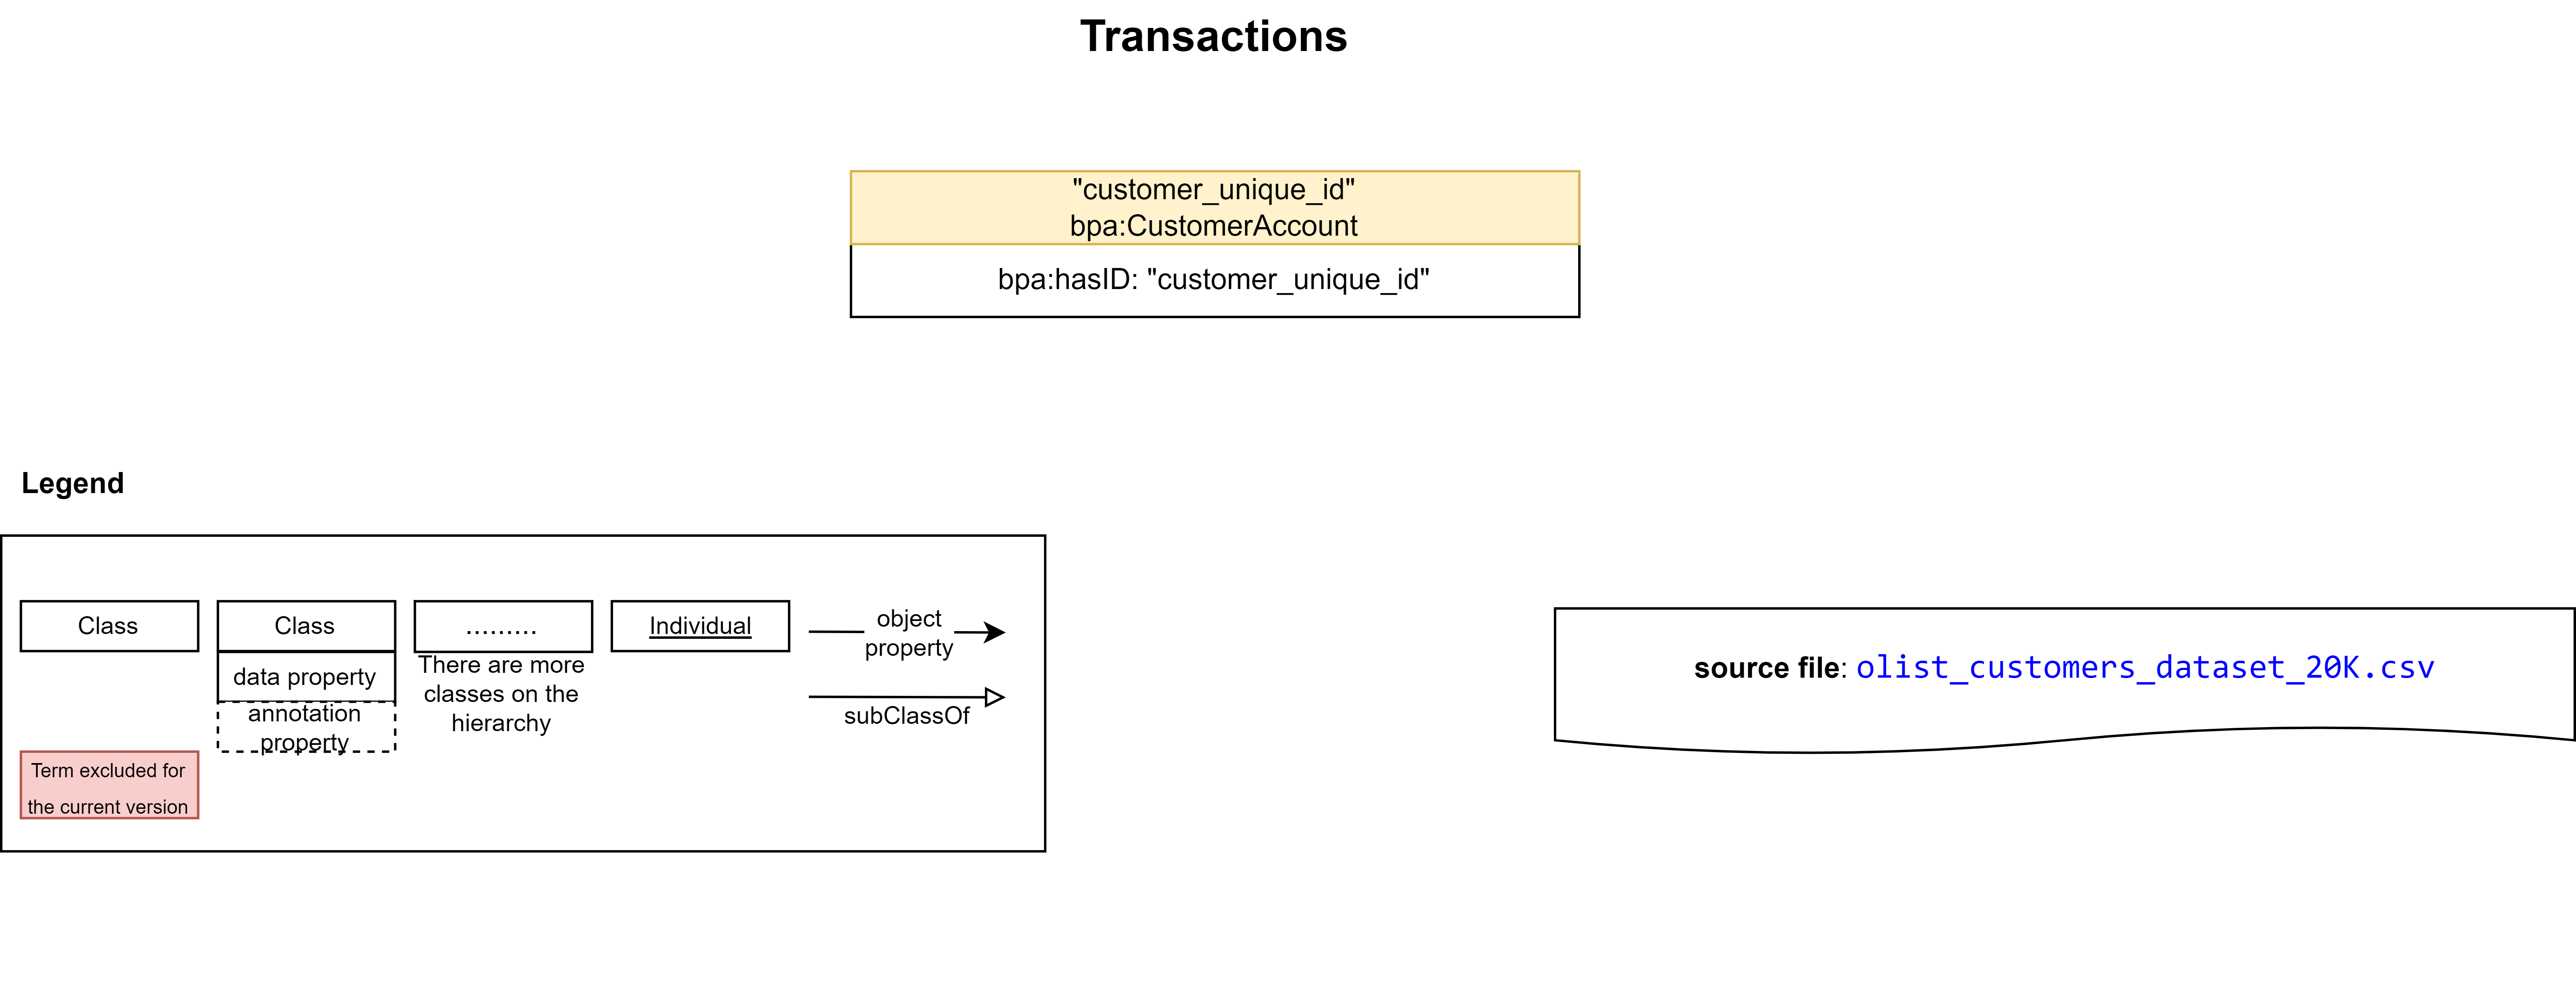 Transactions
"customer_unique_id"
bpa:CustomerAccount
bpa:hasID: "customer_unique_id"
Legend
Class
Class
data property
annotation
property
.........
There are more
classes on the
hierarchy
Individual
object
property
subClassOf
Term excluded for
the current version
source file: olist_customers_dataset_20K.csv